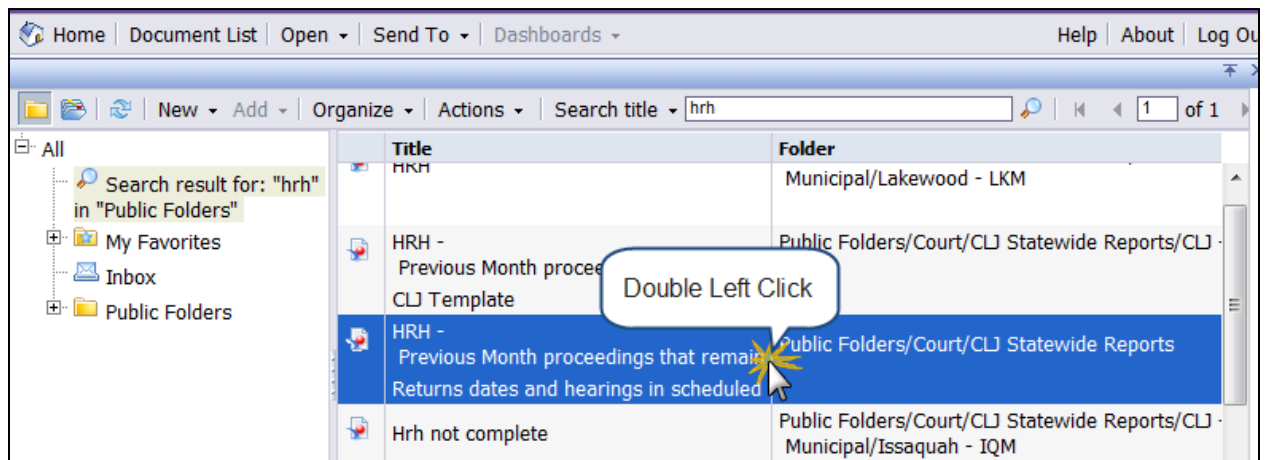 Home Document List Open Send To Dashboards Help About Log Ou
New Add Organize Actions Search title hrh 1 of 1
All
Search result for: "hrh"
in "Public Folders"
My Favorites
Inbox
Public Folders
Title Folder
HRH Municipal/Lakewood - LKM
HRH - Public Folders/Court/CLJ Statewide Reports/CLJ -
Previous Month procee
CLJ Template
Double Left Click
HRH -
Previous Month proceedings that remain Public Folders/Court/CLJ Statewide Reports
Returns dates and hearings in scheduled
Hrh not complete Public Folders/Court/CLJ Statewide Reports/CLJ -
Municipal/Issaquah - IQM